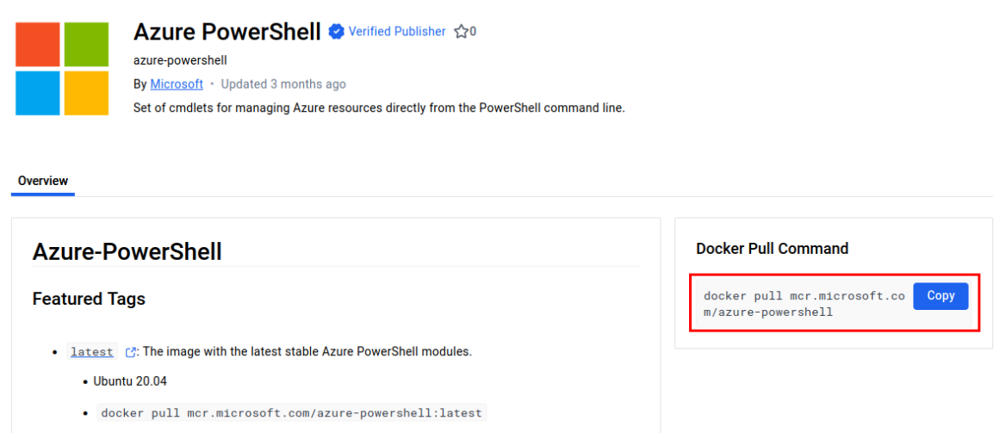 Azure PowerShell Verified Publisher 0
azure-powershell
By Microsoft • Updated 3 months ago
Set of cmdlets for managing Azure resources directly from the PowerShell command line.
Overview
Azure-PowerShell
Featured Tags
• latest : The image with the latest stable Azure PowerShell modules.
• Ubuntu 20.04
• docker pull mcr.microsoft.com/azure-powershell:latest
Docker Pull Command
docker pull mcr.microsoft.co
m/azure-powershell
Copy